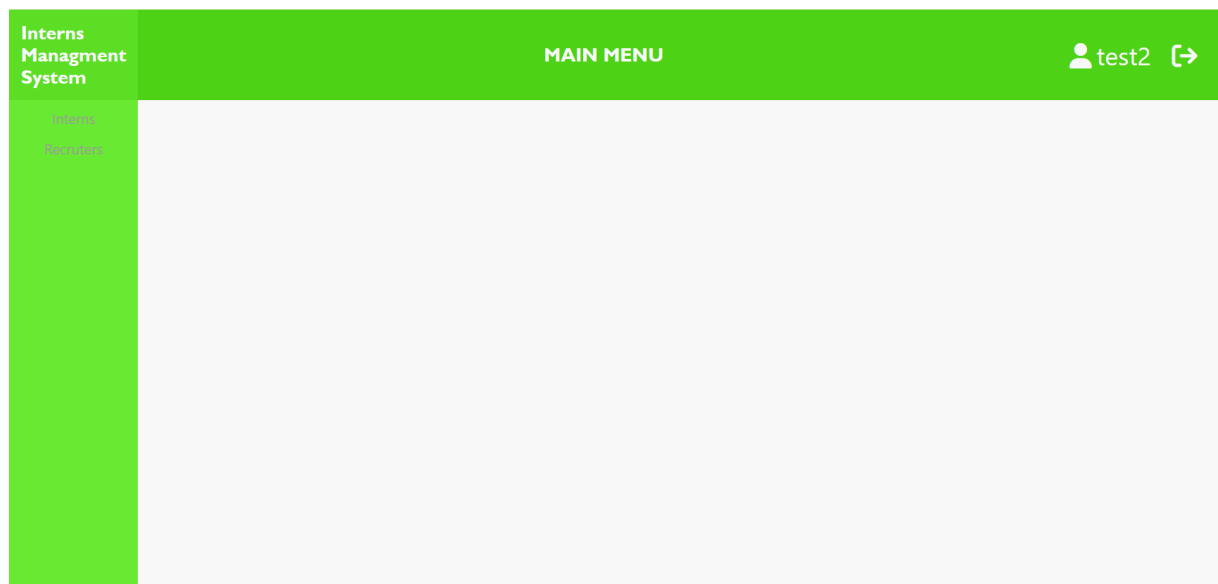 Interns
Managment
System
MAIN MENU
test2
Interns
Recruters